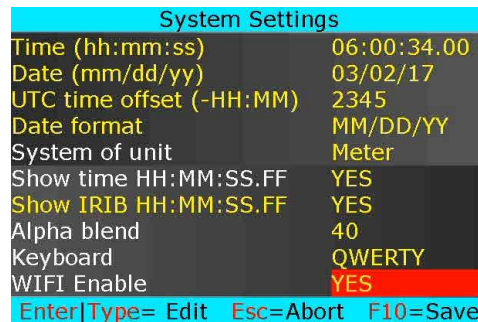 System Settings
Time (hh:mm:ss) 06:00:34.00
Date (mm/dd/yy) 03/02/17
UTC time offset (-HH:MM) 2345
Date format MM/DD/YY
System of unit Meter
Show time HH:MM:SS.FF YES
Show IRIB HH:MM:SS.FF YES
Alpha blend 40
Keyboard QWERTY
WIFI Enable YES
Enter|Type= Edit Esc=Abort F10=Save